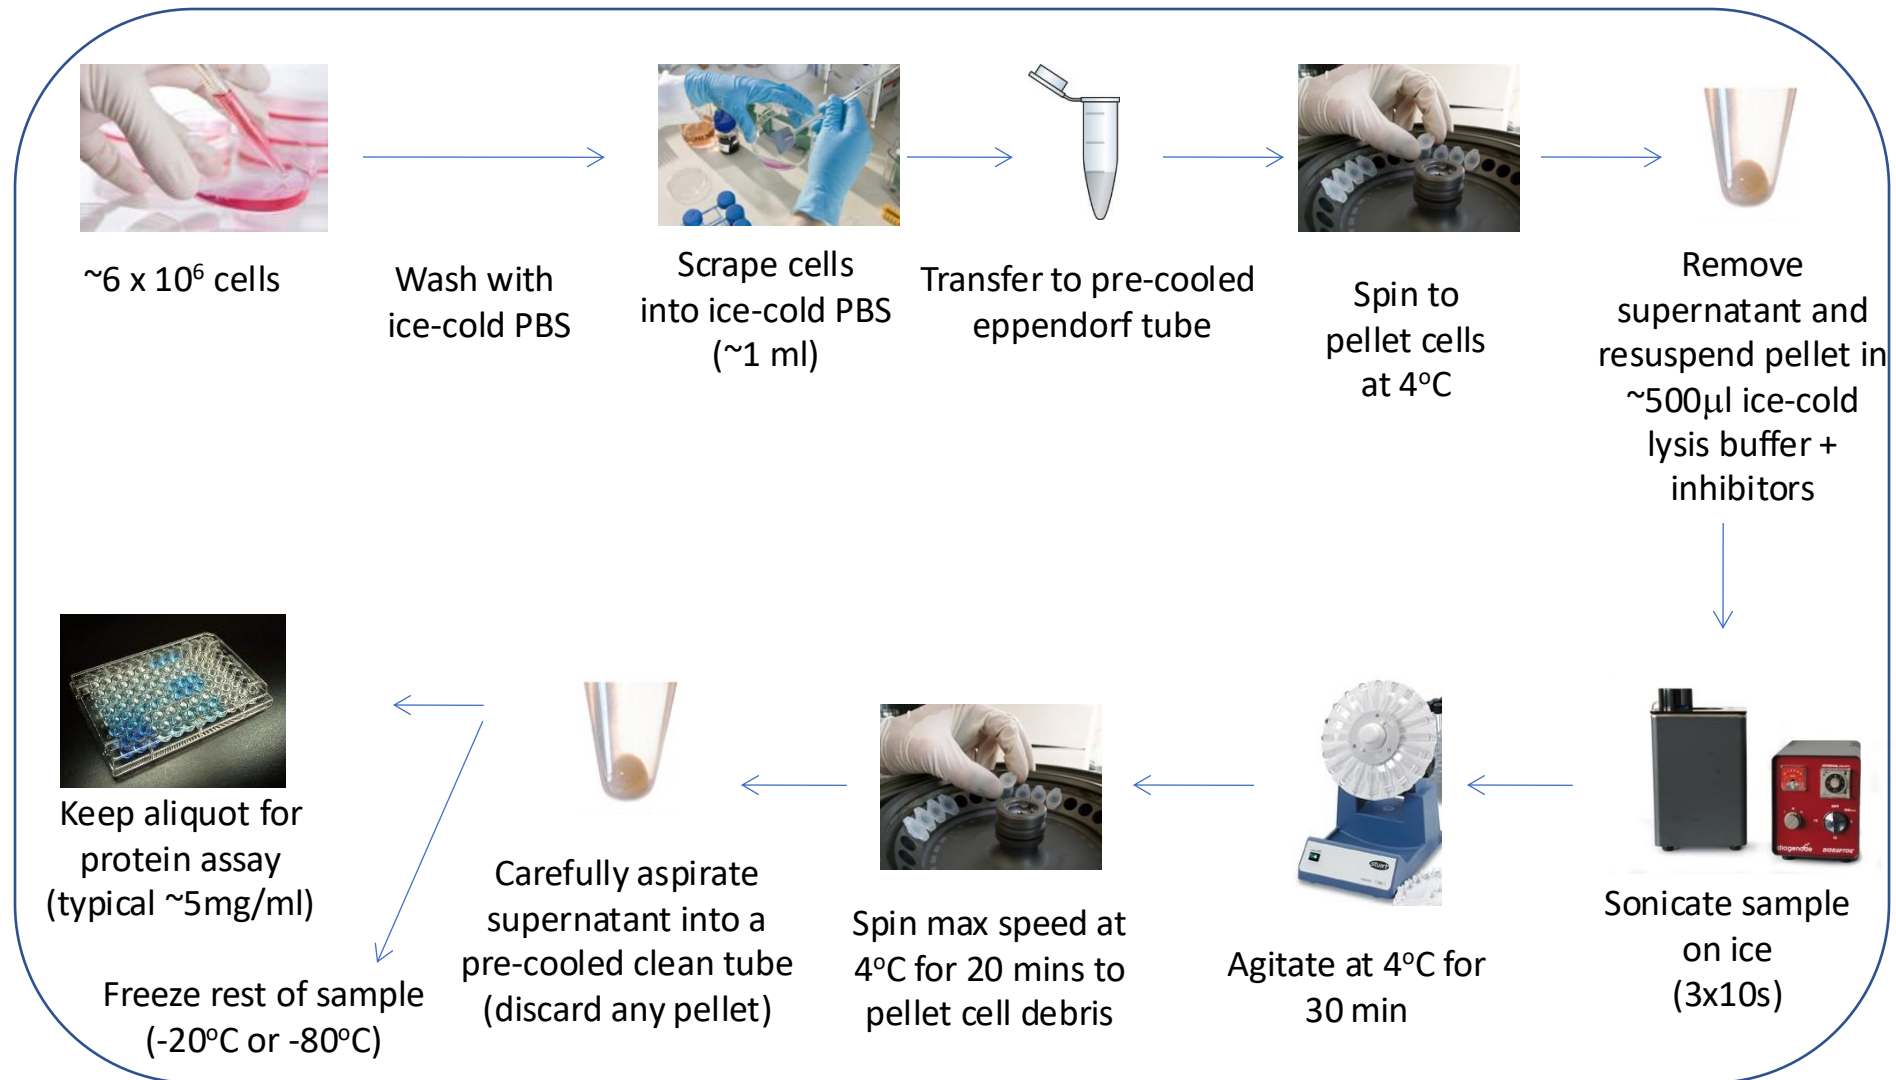 ~6 x 10⁶ cells
Wash with
ice-cold PBS
Scrape cells
into ice-cold PBS
(~1 ml)
Transfer to pre-cooled
eppendorf tube
Spin to
pellet cells
at 4°C
Remove
supernatant and
resuspend pellet in
~500μl ice-cold
lysis buffer +
inhibitors
diagenode
BIORUPTOR
Sonicate sample
on ice
(3x10s)
stuart
Agitate at 4°C for
30 min
Spin max speed at
4°C for 20 mins to
pellet cell debris
Carefully aspirate
supernatant into a
pre-cooled clean tube
(discard any pellet)
Keep aliquot for
protein assay
(typical ~5mg/ml)
Freeze rest of sample
(-20°C or -80°C)